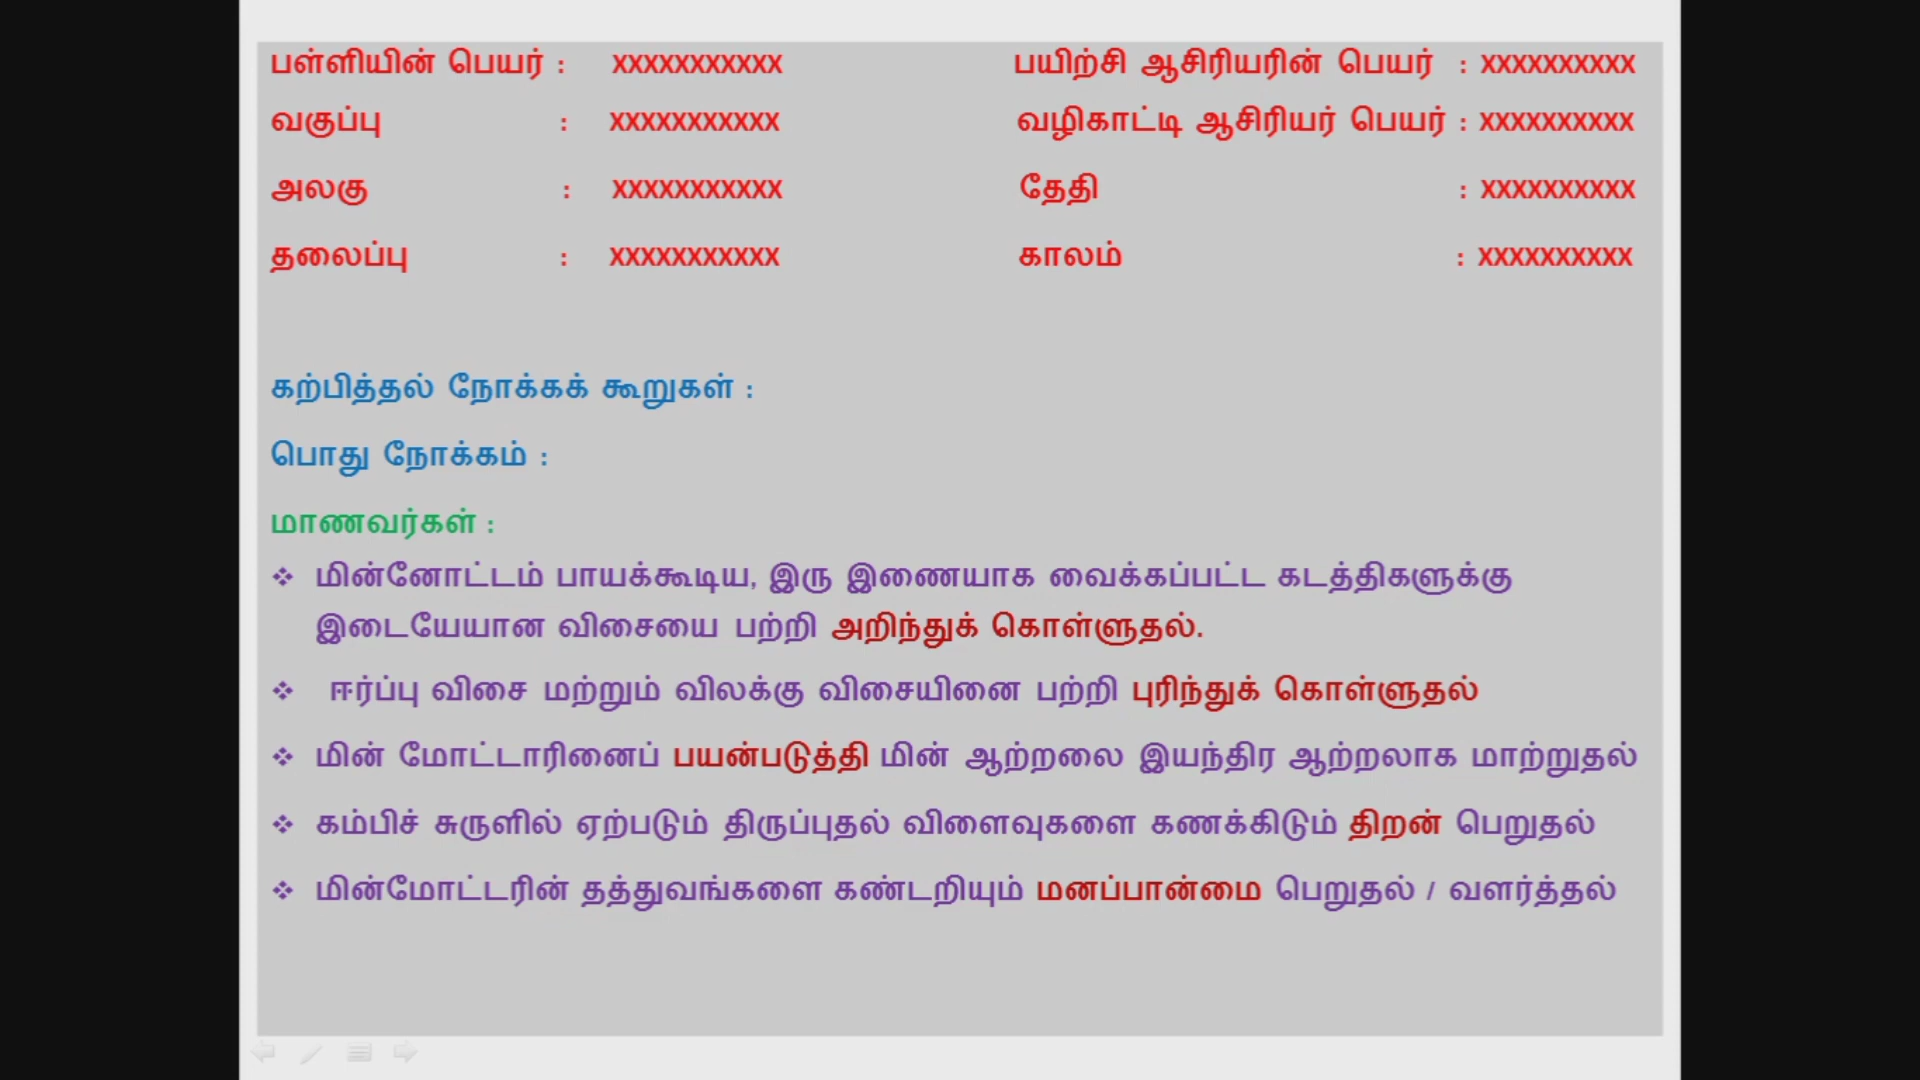 பள்ளியின் பெயர் : XXXXXXXXXXX பயிற்சி ஆசிரியரின் பெயர் : XXXXXXXXXX
வகுப்பு : XXXXXXXXXXX வழிகாட்டி ஆசிரியர் பெயர் : XXXXXXXXXX
அலகு : XXXXXXXXXXX தேதி : XXXXXXXXXX
தலைப்பு : XXXXXXXXXXX காலம் : XXXXXXXXXX
கற்பித்தல் நோக்கக் கூறுகள் :
பொது நோக்கம் :
மாணவர்கள் :
❖ மின்னோட்டம் பாயக்கூடிய, இரு இணையாக வைக்கப்பட்ட கடத்திகளுக்கு
இடையேயான விசையை பற்றி அறிந்துக் கொள்ளுதல்.
❖ ஈர்ப்பு விசை மற்றும் விலக்கு விசையினை பற்றி புரிந்துக் கொள்ளுதல்
❖ மின் மோட்டாரினைப் பயன்படுத்தி மின் ஆற்றலை இயந்திர ஆற்றலாக மாற்றுதல்
❖ கம்பிச் சுருளில் ஏற்படும் திருப்புதல் விளைவுகளை கணக்கிடும் திறன் பெறுதல்
❖ மின்மோட்டரின் தத்துவங்களை கண்டறியும் மனப்பான்மை பெறுதல் / வளர்த்தல்